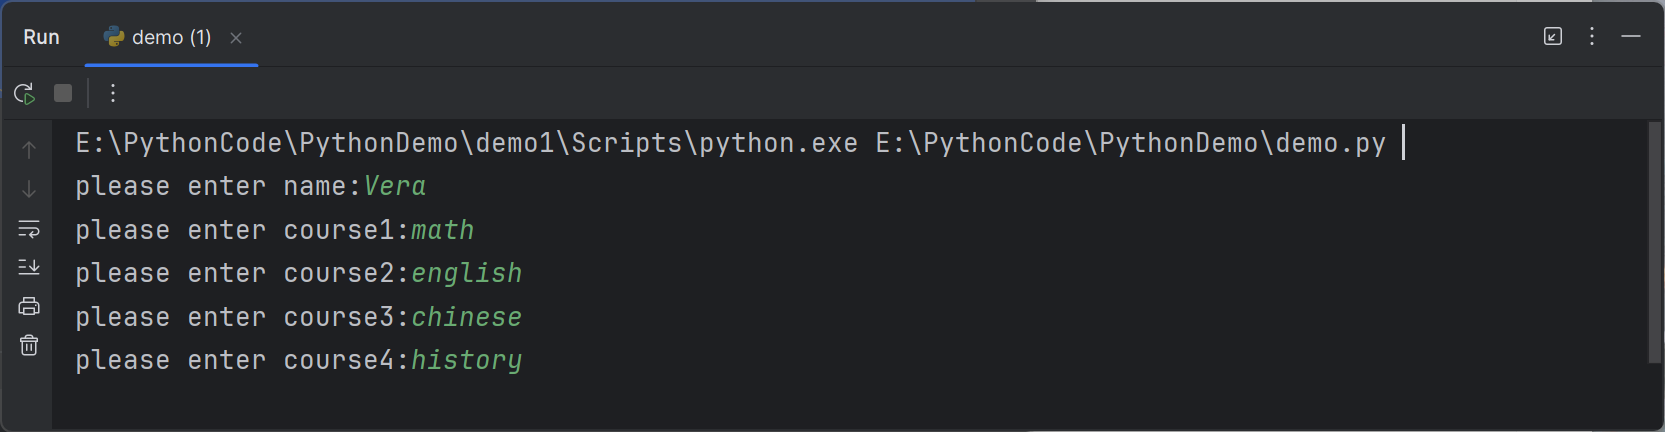 Run demo (1)
E:\PythonCode\PythonDemo\demo1\Scripts\python.exe E:\PythonCode\PythonDemo\demo.py
please enter name:Vera
please enter course1:math
please enter course2:english
please enter course3:chinese
please enter course4:history